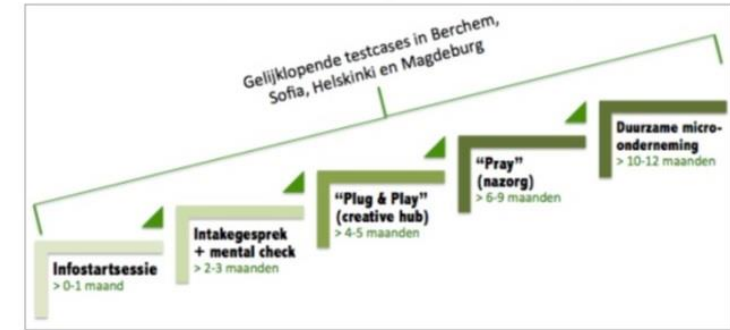 Gelijklopende testcases in Berchem,
Sofia, Helskinki en Magdeburg
Infostartsessie
> 0-1 maand
Intakegesprek
+ mental check
> 2-3 maanden
“Plug & Play”
(creative hub)
> 4-5 maanden
“Pray”
(nazorg)
> 6-9 maanden
Duurzame micro-
onderneming
> 10-12 maanden